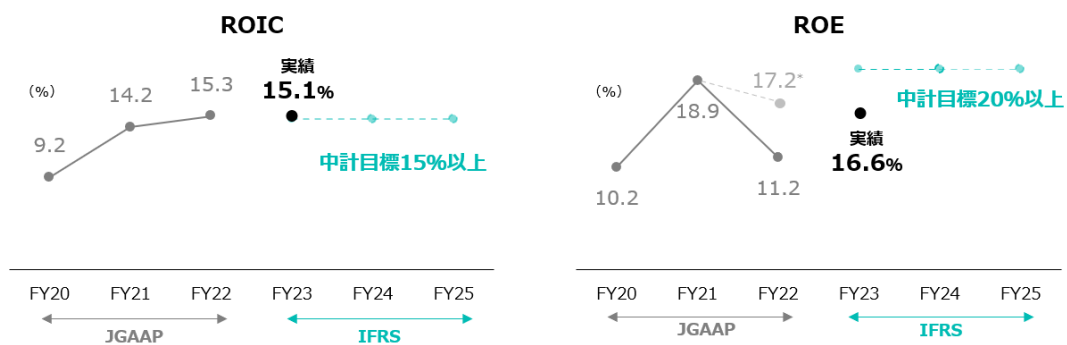 ROIC
(%)
9.2
14.2
15.3
実績
15.1%
中計目標15%以上
FY20 FY21 FY22 FY23 FY24 FY25
JGAAP IFRS
ROE
(%)
10.2
18.9
17.2*
11.2
実績
16.6%
中計目標20%以上
FY20 FY21 FY22 FY23 FY24 FY25
JGAAP IFRS